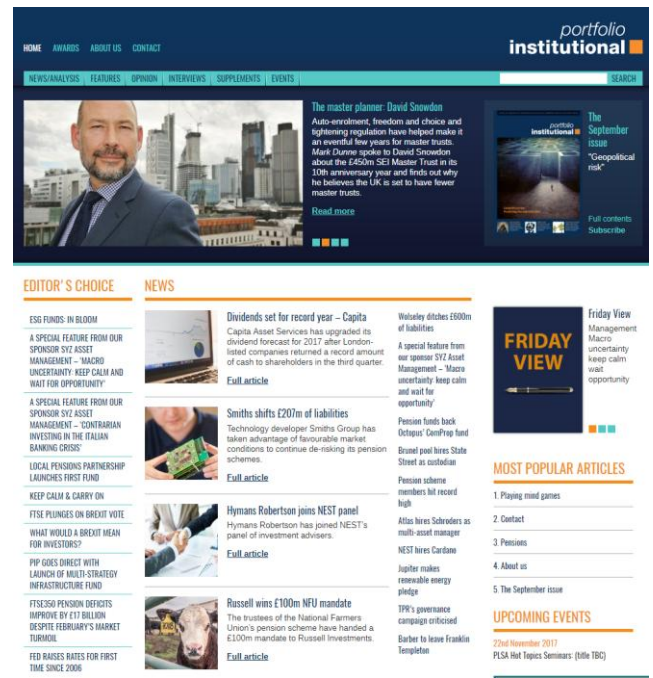 portfolio
institutional
HOME AWARDS ABOUT US CONTACT
NEWS/ANALYSIS FEATURES OPINION INTERVIEWS SUPPLEMENTS EVENTS SEARCH
The master planner: David Snowdon
Auto-enrolment, freedom and choice and
tightening regulation have helped make it
an eventful few years for master trusts.
Mark Dunne spoke to David Snowdon
about the £450m SEI Master Trust in its
10th anniversary year and finds out why
he believes the UK is set to have fewer
master trusts.
Read more
portfolio
institutional
The
September
issue
"Geopolitical
risk"
Full contents
Subscribe
EDITOR'S CHOICE
ESG FUNDS: IN BLOOM
A SPECIAL FEATURE FROM OUR
SPONSOR SYZ ASSET
MANAGEMENT – 'MACRO
UNCERTAINTY: KEEP CALM AND
WAIT FOR OPPORTUNITY'
A SPECIAL FEATURE FROM OUR
SPONSOR SYZ ASSET
MANAGEMENT – 'CONTRARIAN
INVESTING IN THE ITALIAN
BANKING CRISIS'
LOCAL PENSIONS PARTNERSHIP
LAUNCHES FIRST FUND
KEEP CALM & CARRY ON
FTSE PLUNGES ON BREXIT VOTE
WHAT WOULD A BREXIT MEAN
FOR INVESTORS?
PIP GOES DIRECT WITH
LAUNCH OF MULTI-STRATEGY
INFRASTRUCTURE FUND
FTSE350 PENSION DEFICITS
IMPROVE BY £17 BILLION
DESPITE FEBRUARY'S MARKET
TURMOIL
FED RAISES RATES FOR FIRST
TIME SINCE 2006
NEWS
Dividends set for record year – Capita
Capita Asset Services has upgraded its
dividend forecast for 2017 after London-
listed companies returned a record amount
of cash to shareholders in the third quarter.
Full article
Smiths shifts £207m of liabilities
Technology developer Smiths Group has
taken advantage of favourable market
conditions to continue de-risking its pension
schemes.
Full article
Hymans Robertson joins NEST panel
Hymans Robertson has joined NEST's
panel of investment advisers.
Full article
Russell wins £100m NFU mandate
The trustees of the National Farmers
Union's pension scheme have handed a
£100m mandate to Russell Investments.
Full article
Wolseley ditches £600m
of liabilities
A special feature from
our sponsor SYZ Asset
Management – 'Macro
uncertainty: keep calm
and wait for
opportunity'
Pension funds back
Octopus' ComProp fund
Brunel pool hires State
Street as custodian
Pension scheme
members hit record
high
Atlas hires Schroders as
multi-asset manager
NEST hires Cardano
Jupiter makes
renewable energy
pledge
TPR's governance
campaign criticised
Barber to leave Franklin
Templeton
FRIDAY
VIEW
Friday View
Management
Macro
uncertainty
keep calm
wait
opportunity
MOST POPULAR ARTICLES
1. Playing mind games
2. Contact
3. Pensions
4. About us
5. The September issue
UPCOMING EVENTS
22nd November 2017
PLSA Hot Topics Seminars: (title TBC)